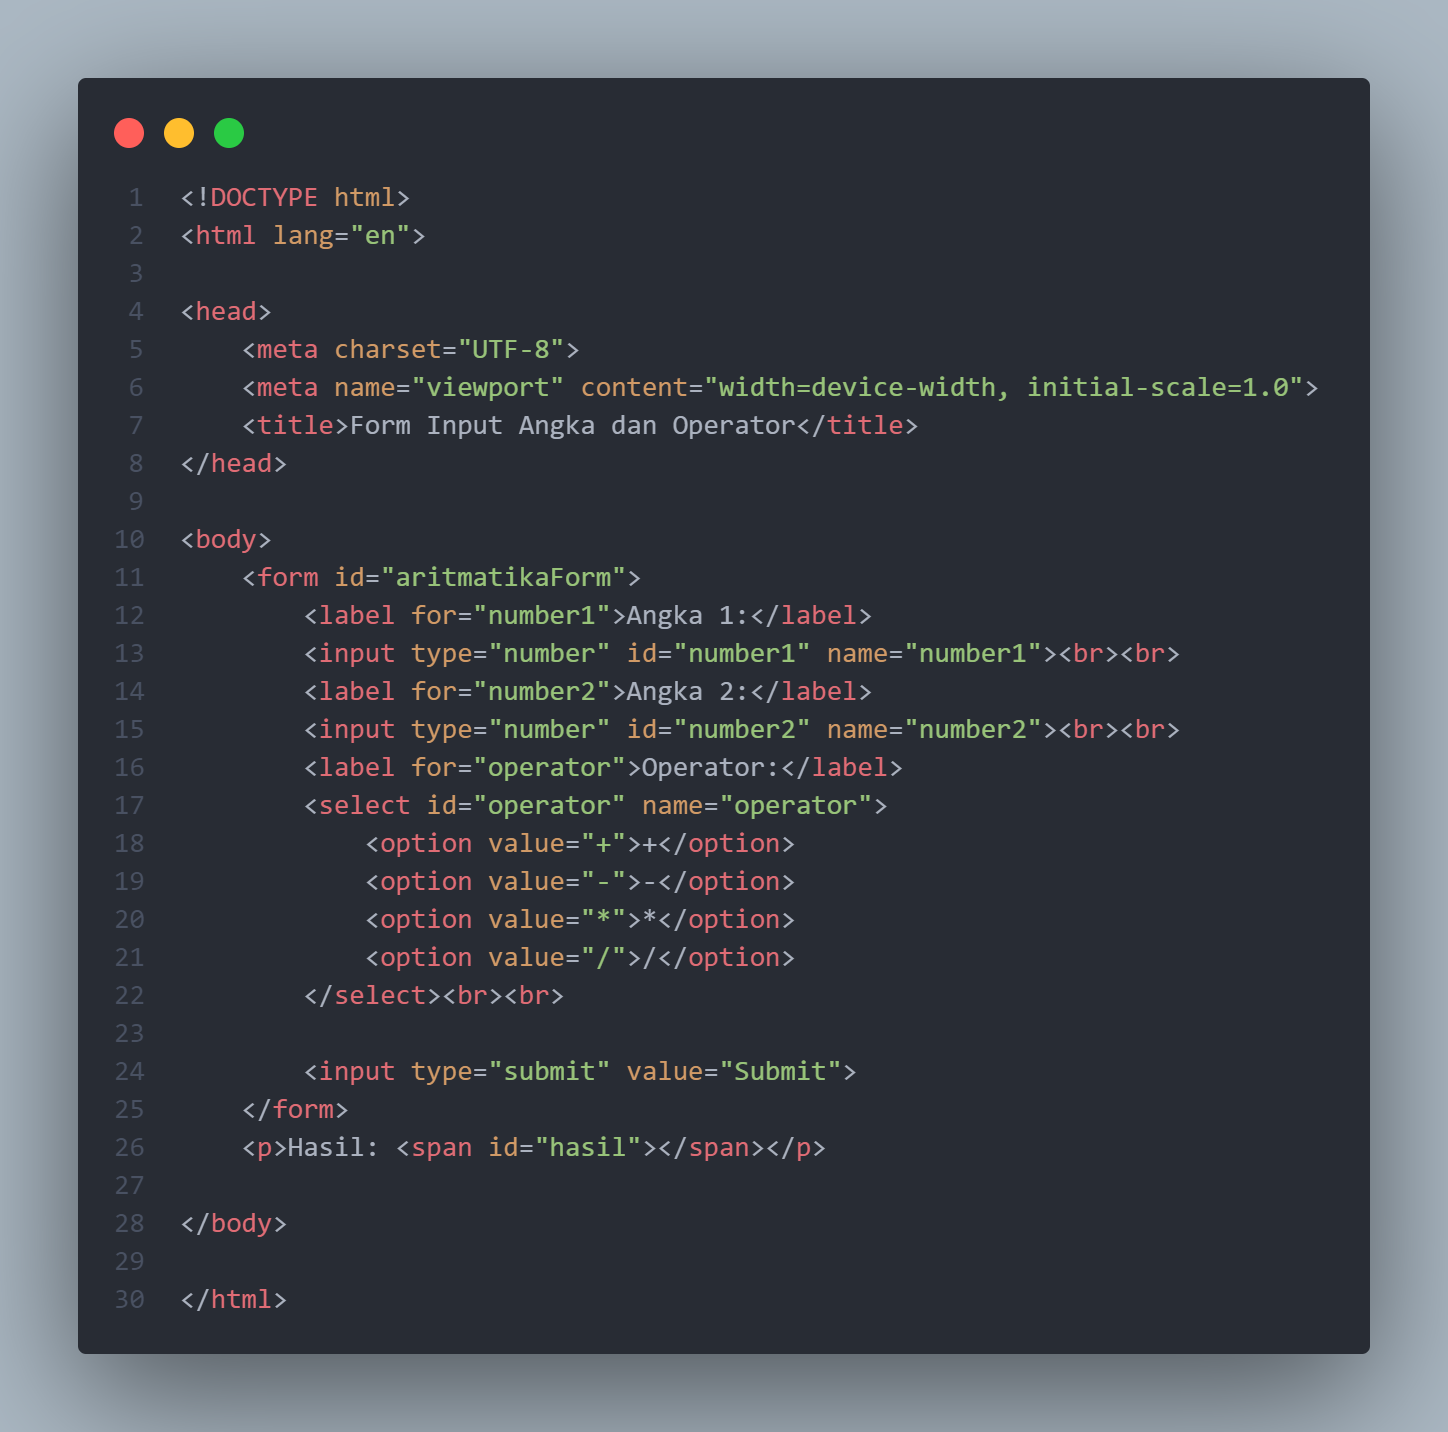 1 <!DOCTYPE html>
2 <html lang="en">
3
4 <head>
5     <meta charset="UTF-8">
6     <meta name="viewport" content="width=device-width, initial-scale=1.0">
7     <title>Form Input Angka dan Operator</title>
8 </head>
9
10 <body>
11     <form id="aritmatikaForm">
12         <label for="number1">Angka 1:</label>
13         <input type="number" id="number1" name="number1"><br><br>
14         <label for="number2">Angka 2:</label>
15         <input type="number" id="number2" name="number2"><br><br>
16         <label for="operator">Operator:</label>
17         <select id="operator" name="operator">
18             <option value="+">+</option>
19             <option value="-">-</option>
20             <option value="*">*</option>
21             <option value="/">/</option>
22         </select><br><br>
23
24         <input type="submit" value="Submit">
25     </form>
26     <p>Hasil: <span id="hasil"></span></p>
27
28 </body>
29
30 </html>